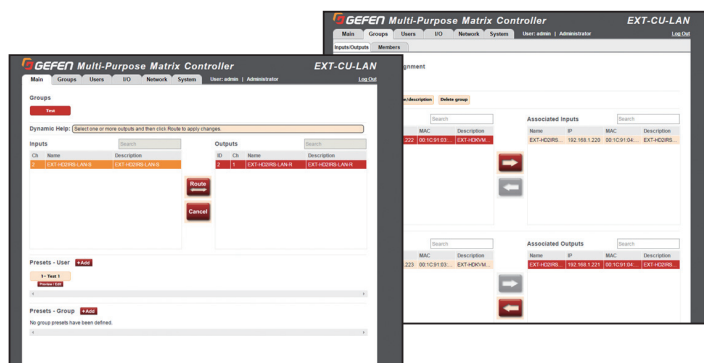 GEFEN Multi-Purpose Matrix Controller EXT-CU-LAN
Main Groups Users I/O Network System User: admin | Administrator Log Out
Inputs/Outputs Members
Delete group
Search
MAC Description
222 00:1C:91:03:... EXT-HDKVM...
Associated Inputs Search
Name IP MAC Description
EXT-HD2IRS... 192.168.1.220 00:1C:91:04:... EXT-HD2IRS...
Search
MAC Description
223 00:1C:91:03:... EXT-HDKVM...
Associated Outputs Search
Name IP MAC Description
EXT-HD2IRS... 192.168.1.221 00:1C:91:04:... EXT-HD2IRS...
GEFEN Multi-Purpose Matrix Controller EXT-CU-LAN
Main Groups Users I/O Network System User: admin | Administrator Log Out
Groups
Test
Dynamic Help: Select one or more outputs and then click Route to apply changes.
Inputs Search
Ch Name Description
2 EXT-HD2IRS-LAN-S EXT-HD2IRS-LAN-S
Outputs Search
ID Ch Name Description
2 1 EXT-HD2IRS-LAN-R EXT-HD2IRS-LAN-R
Route
Cancel
Presets - User +Add
1 - Test 1
Preview / Edit
Presets - Group +Add
No group presets have been defined.